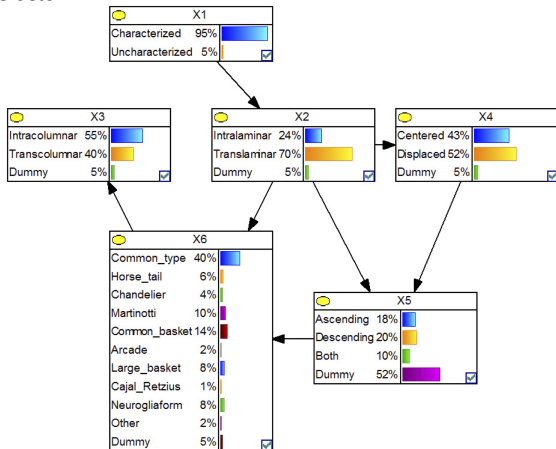 X1
Characterized 95%
Uncharacterized 5%
X3
Intracolumnar 55%
Transcolumnar 40%
Dummy 5%
X2
Intralaminar 24%
Translaminar 70%
Dummy 5%
X4
Centered 43%
Displaced 52%
Dummy 5%
X6
Common_type 40%
Horse_tail 6%
Chandelier 4%
Martinotti 10%
Common_basket 14%
Arcade 2%
Large_basket 8%
Cajal_Retzius 1%
Neurogliaform 8%
Other 2%
Dummy 5%
X5
Ascending 18%
Descending 20%
Both 10%
Dummy 52%